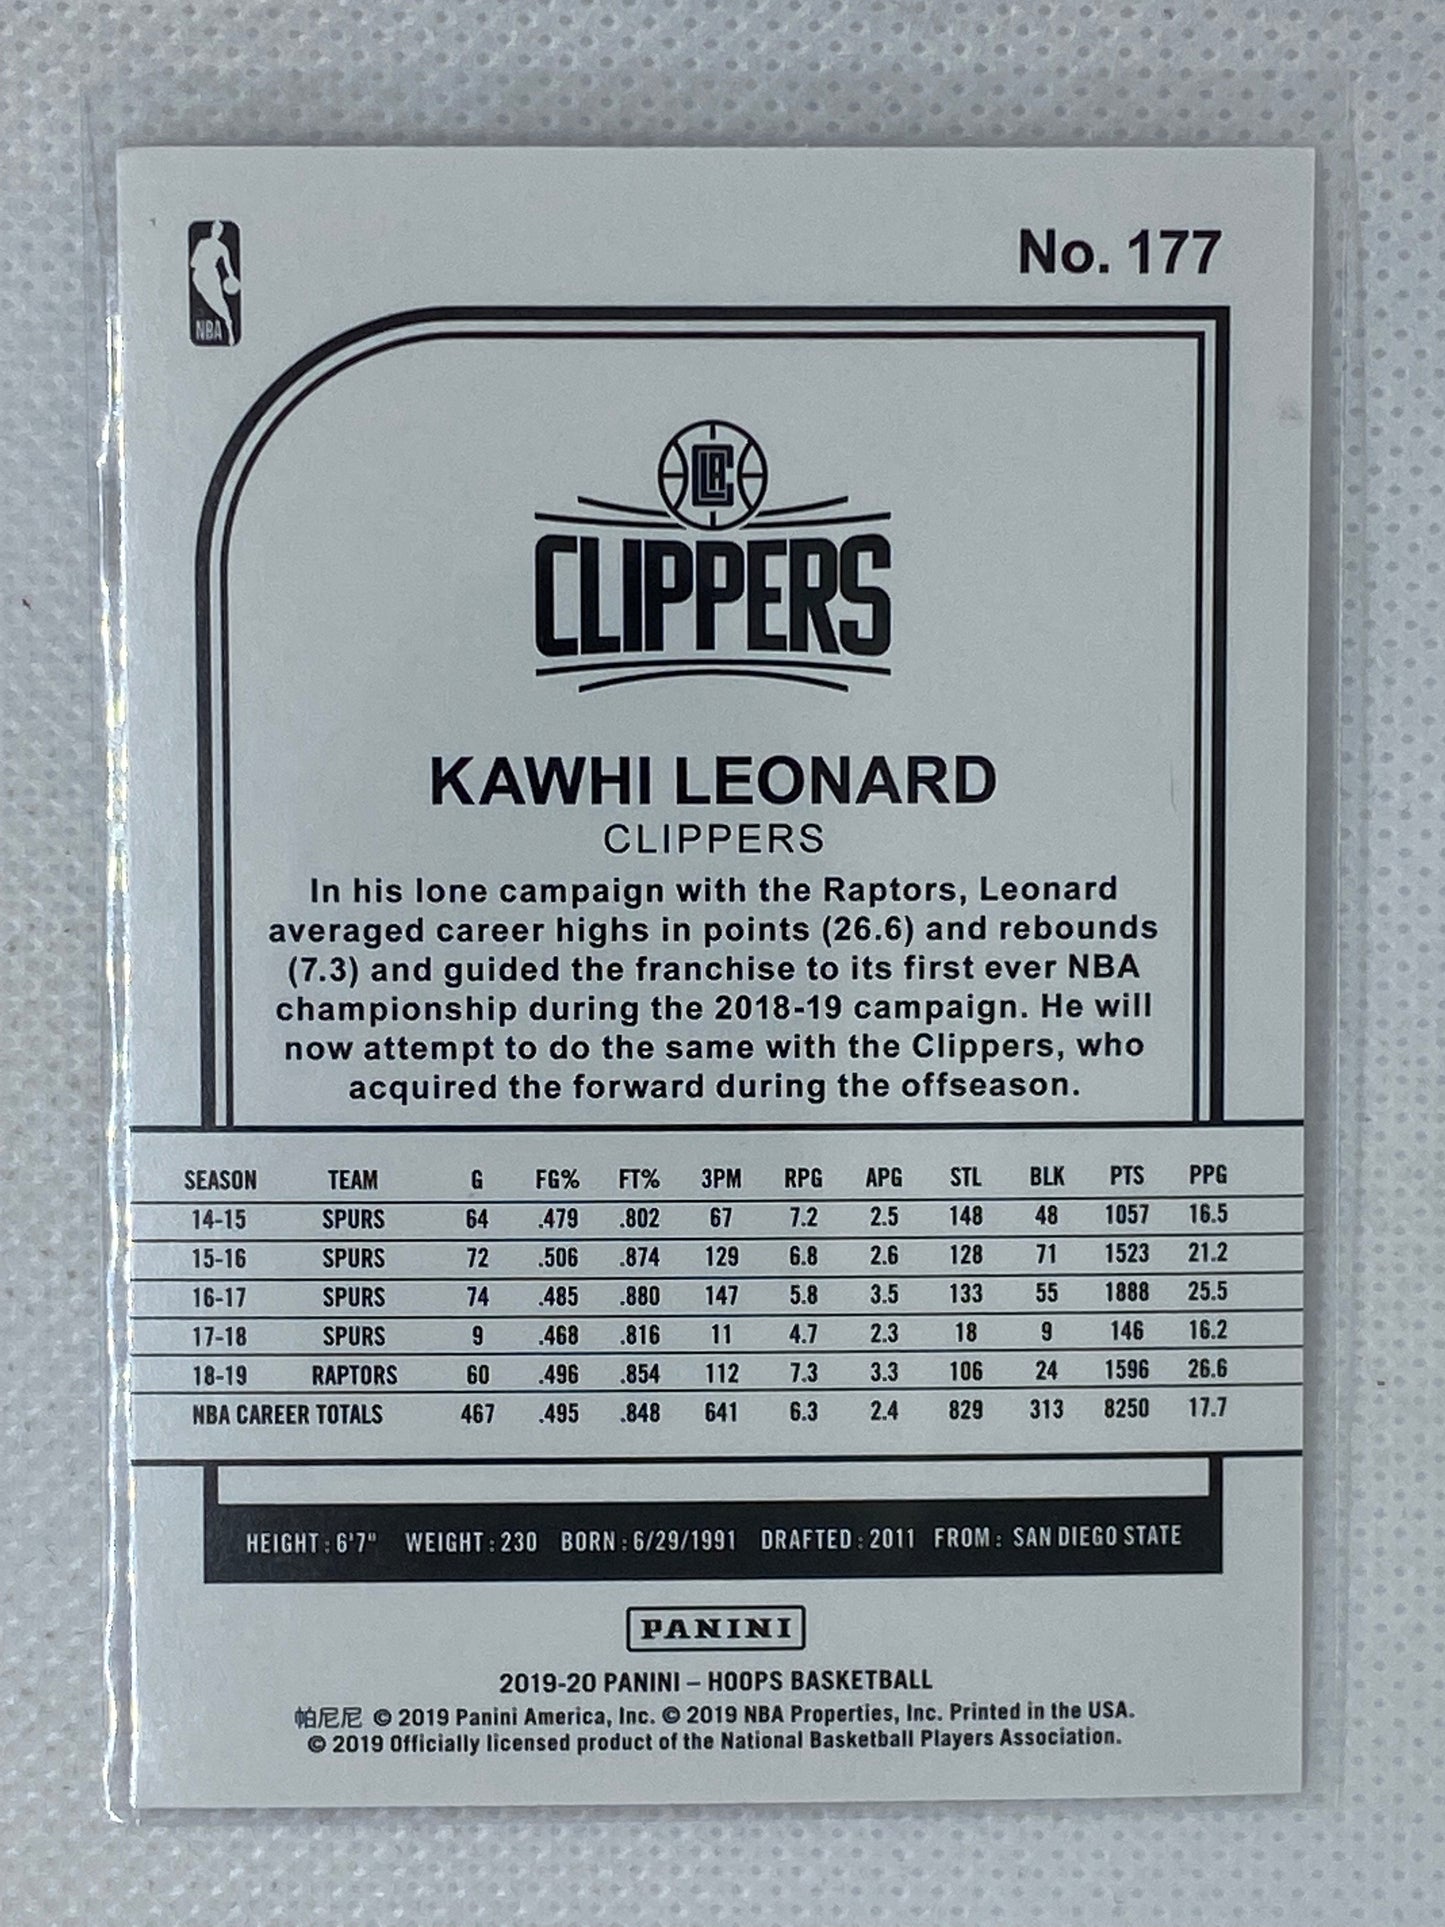 No. 177
NBA
LAC
CLIPPERS
KAWHI LEONARD
CLIPPERS
In his lone campaign with the Raptors, Leonard
averaged career highs in points (26.6) and rebounds
(7.3) and guided the franchise to its first ever NBA
championship during the 2018-19 campaign. He will
now attempt to do the same with the Clippers, who
acquired the forward during the offseason.
SEASON TEAM G FG% FT% 3PM RPG APG STL BLK PTS PPG
14-15 SPURS 64 .479 .802 67 7.2 2.5 148 48 1057 16.5
15-16 SPURS 72 .506 .874 129 6.8 2.6 128 71 1523 21.2
16-17 SPURS 74 .485 .880 147 5.8 3.5 133 55 1888 25.5
17-18 SPURS 9 .468 .816 11 4.7 2.3 18 9 146 16.2
18-19 RAPTORS 60 .496 .854 112 7.3 3.3 106 24 1596 26.6
NBA CAREER TOTALS 467 .495 .848 641 6.3 2.4 829 313 8250 17.7
HEIGHT: 6'7" WEIGHT: 230 BORN: 6/29/1991 DRAFTED: 2011 FROM: SAN DIEGO STATE
PANINI
2019-20 PANINI – HOOPS BASKETBALL
帕尼尼 © 2019 Panini America, Inc. © 2019 NBA Properties, Inc. Printed in the USA.
© 2019 Officially licensed product of the National Basketball Players Association.